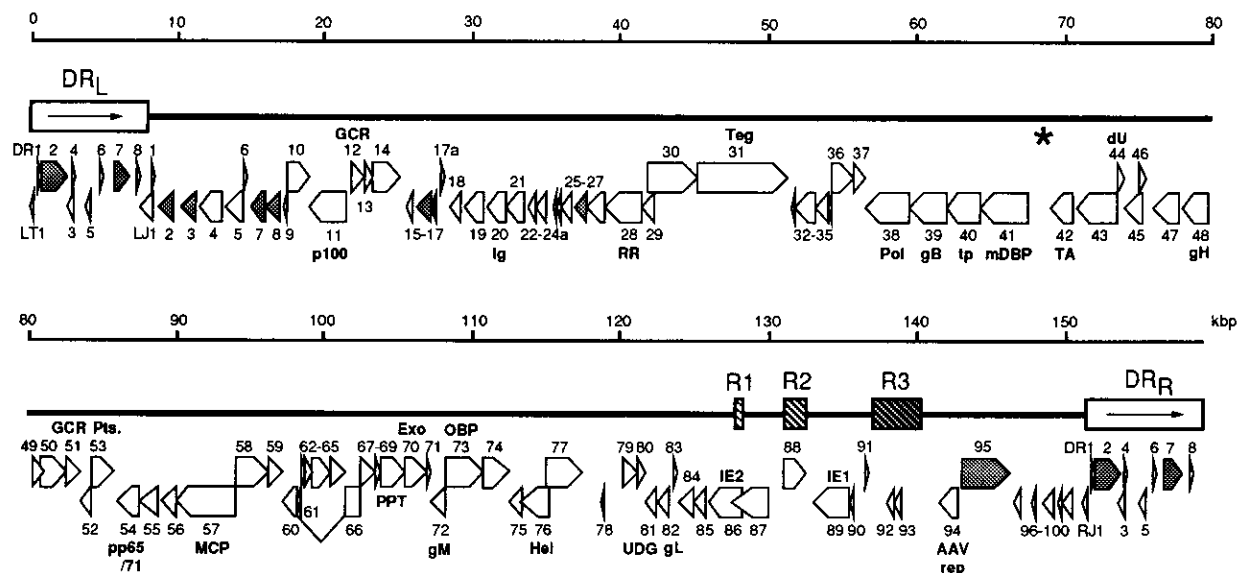 0 10 20 30 40 50 60 70 80
DRL
GCR Teg * dU
DR1 2 4 6 7 8 1 6 10 12 14 17a 30 31 36 37 44 46
13 18 21 25-27
LT1 3 5 LJ1 2 3 4 5 7 8 9 11 15-17 19 20 22-24a 28 29 32-35 38 39 40 41 42 43 45 47 48
p100 Ig RR Pol gB tp mDBP TA gH
80 90 100 110 120 130 140 150 kbp
R1 R2 R3 DRR
GCR Pts. Exo OBP
49 50 51 53 58 59 62-65 67-69 70 71 73 74 77 79 80 83 88 91 95 DR1 2 4 6 7 8
61 PPT 84 IE2 IE1
52 54 55 56 57 60 66 72 75 76 78 81 82 85 86 87 89 90 92 93 94 96-100 RJ1 3 5
pp65 MCP gM Hel UDG gL AAV
/71 rep